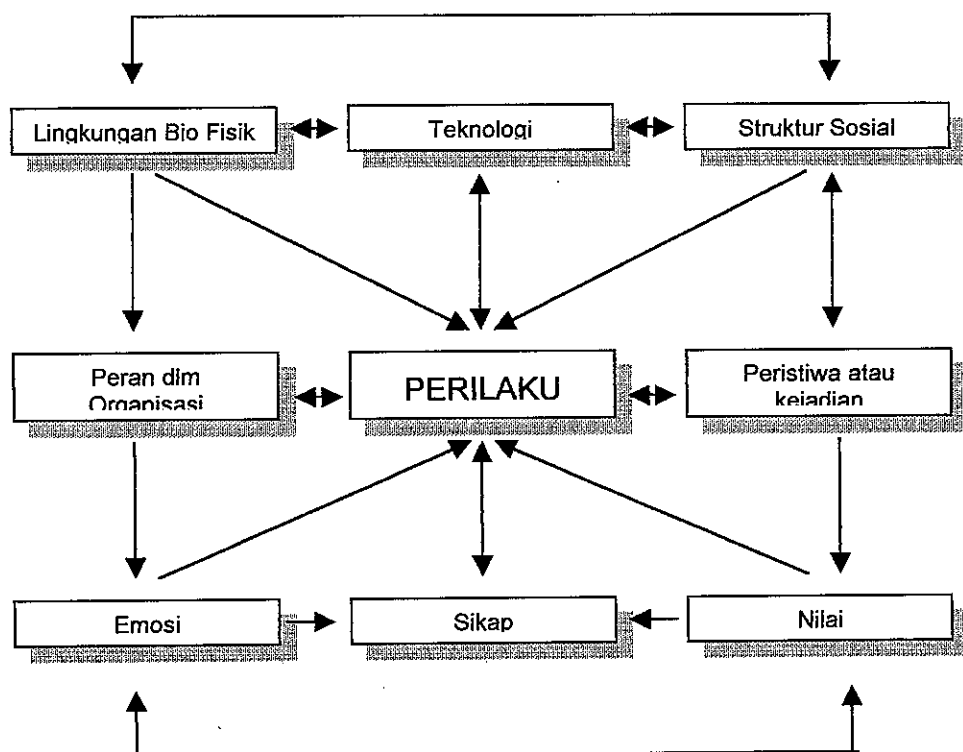 Lingkungan Bio Fisik
Teknologi
Struktur Sosial
Peran dlm
Organisasi
PERILAKU
Peristiwa atau
kejadian
Emosi
Sikap
Nilai